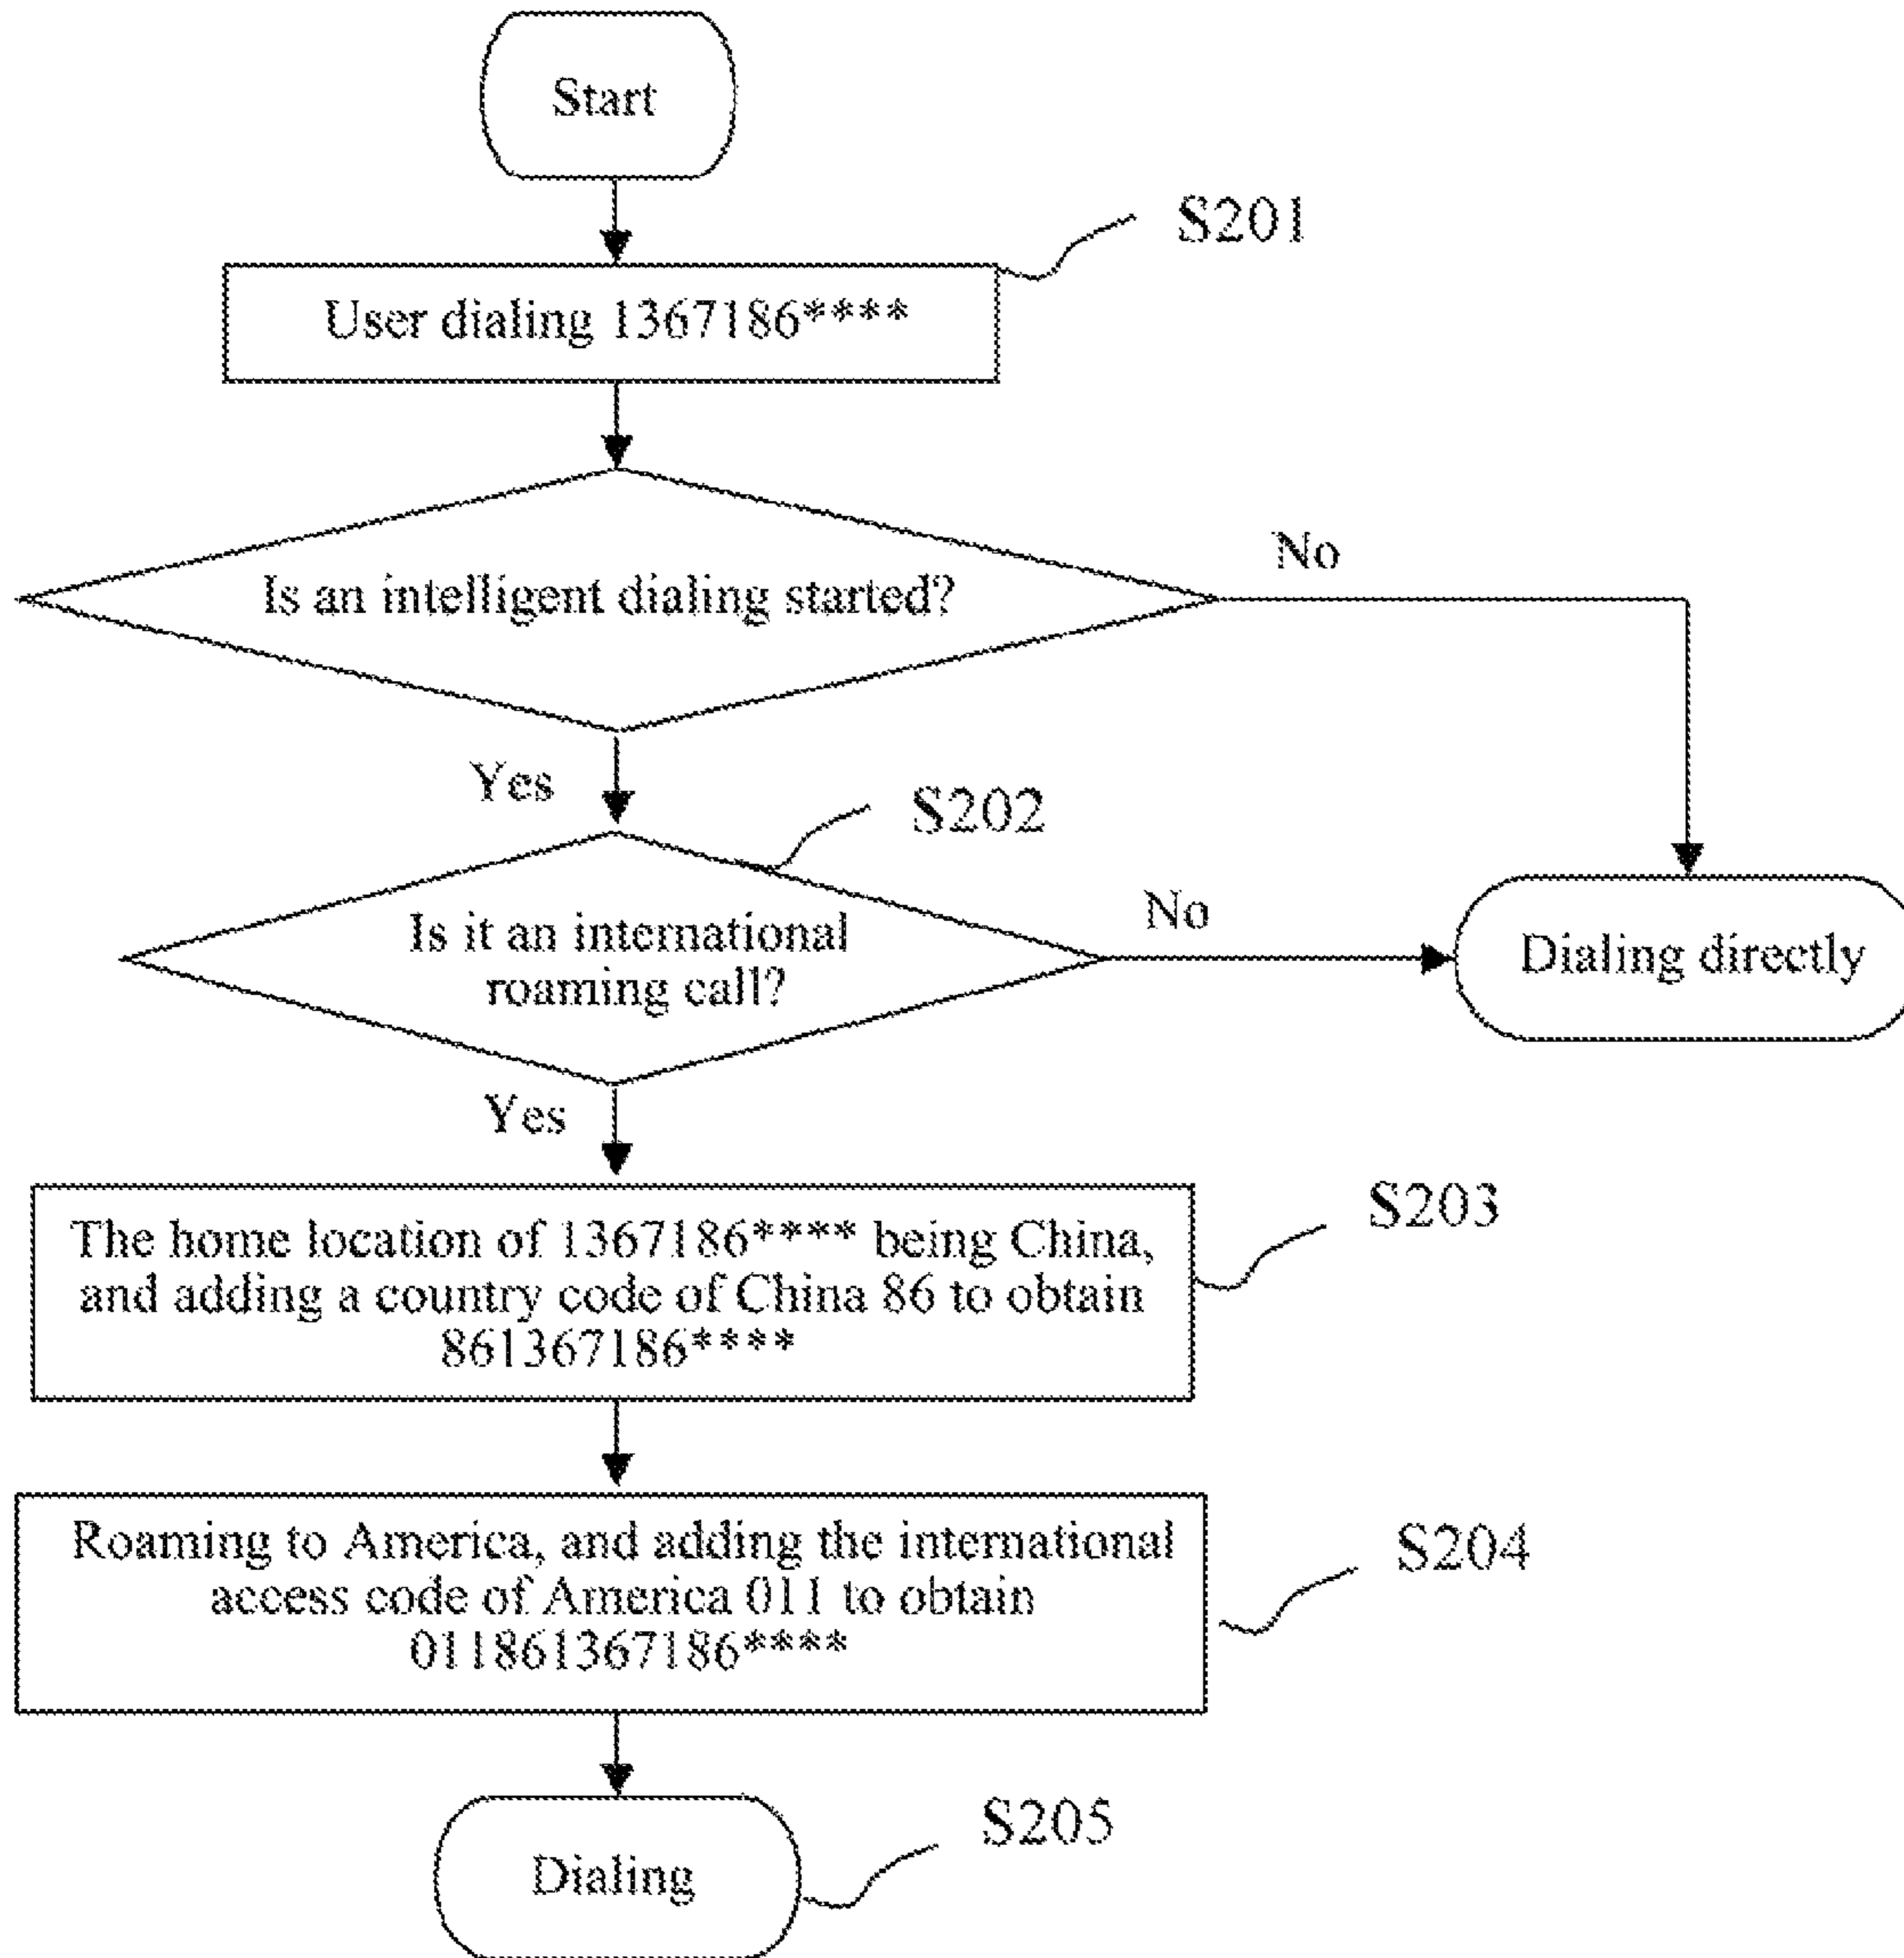 Start
S201
User dialing 1367186****
Is an intelligent dialing started?
No
Yes
S202
Is it an international
roaming call?
No
Dialing directly
Yes
S203
The home location of 1367186**** being China,
and adding a country code of China 86 to obtain
861367186****
S204
Roaming to America, and adding the international
access code of America 011 to obtain
011861367186****
S205
Dialing